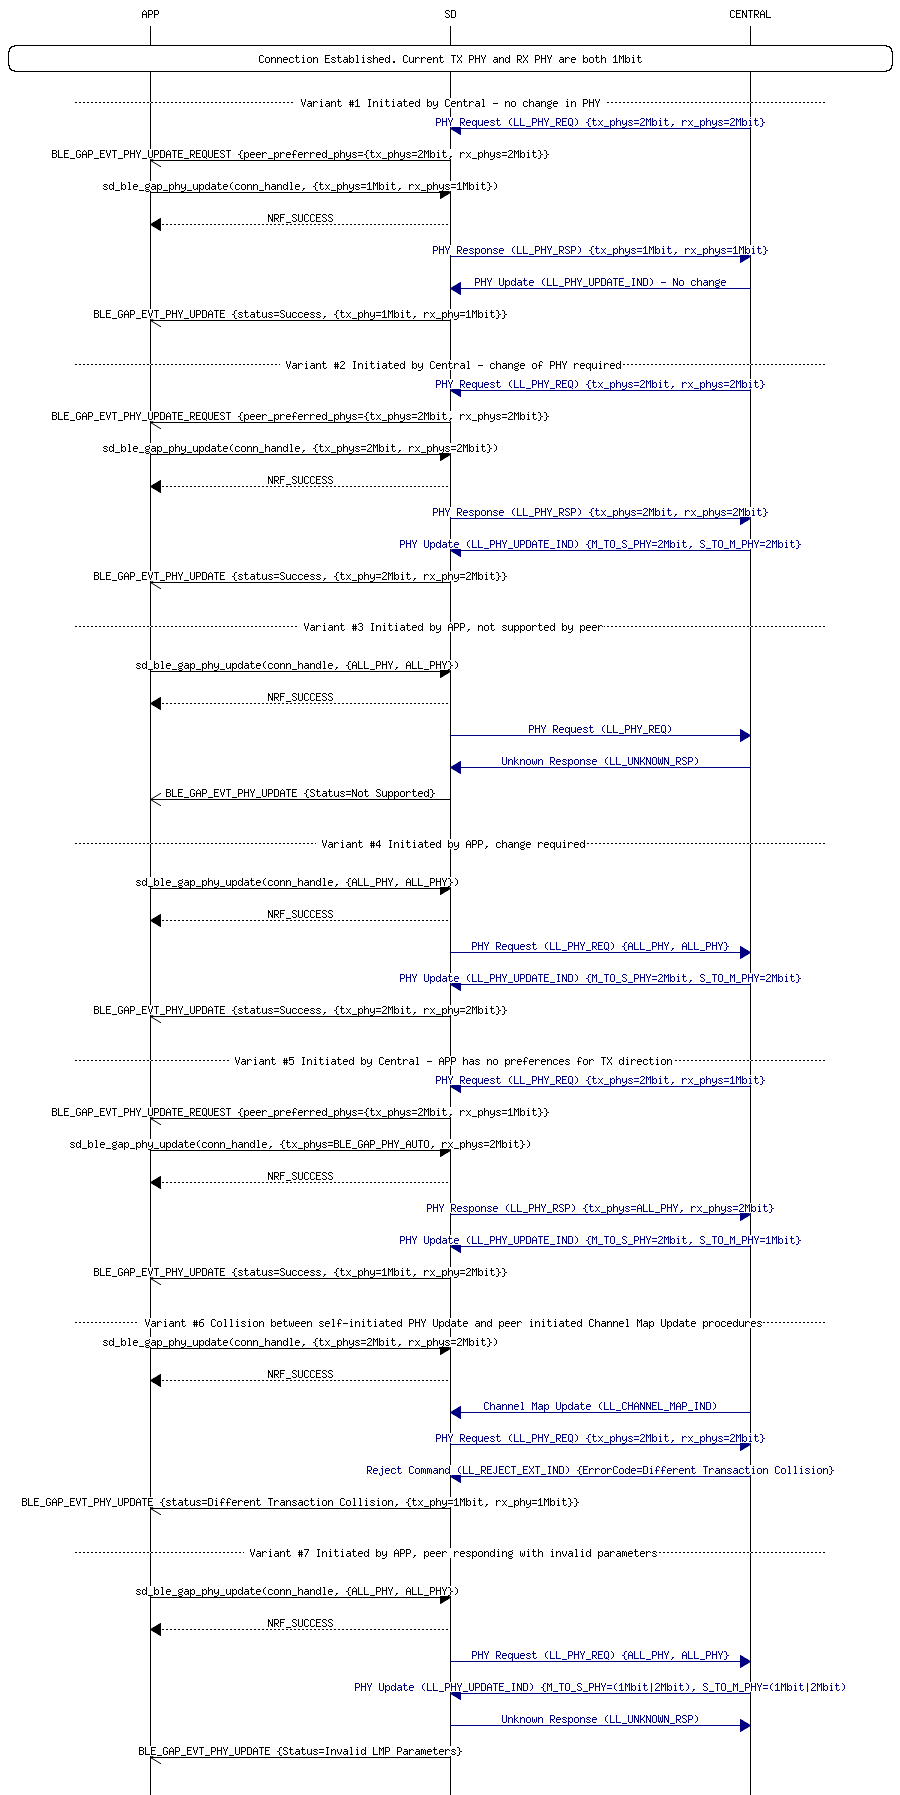 APP SD CENTRAL
Connection Established. Current TX PHY and RX PHY are both 1Mbit
Variant #1 Initiated by Central - no change in PHY
PHY Request (LL_PHY_REQ) {tx_phys=2Mbit, rx_phys=2Mbit}
BLE_GAP_EVT_PHY_UPDATE_REQUEST {peer_preferred_phys={tx_phys=2Mbit, rx_phys=2Mbit}}
sd_ble_gap_phy_update(conn_handle, {tx_phys=1Mbit, rx_phys=1Mbit})
NRF_SUCCESS
PHY Response (LL_PHY_RSP) {tx_phys=1Mbit, rx_phys=1Mbit}
PHY Update (LL_PHY_UPDATE_IND) - No change
BLE_GAP_EVT_PHY_UPDATE {status=Success, {tx_phy=1Mbit, rx_phy=1Mbit}}
Variant #2 Initiated by Central - change of PHY required
PHY Request (LL_PHY_REQ) {tx_phys=2Mbit, rx_phys=2Mbit}
BLE_GAP_EVT_PHY_UPDATE_REQUEST {peer_preferred_phys={tx_phys=2Mbit, rx_phys=2Mbit}}
sd_ble_gap_phy_update(conn_handle, {tx_phys=2Mbit, rx_phys=2Mbit})
NRF_SUCCESS
PHY Response (LL_PHY_RSP) {tx_phys=2Mbit, rx_phys=2Mbit}
PHY Update (LL_PHY_UPDATE_IND) {M_TO_S_PHY=2Mbit, S_TO_M_PHY=2Mbit}
BLE_GAP_EVT_PHY_UPDATE {status=Success, {tx_phy=2Mbit, rx_phy=2Mbit}}
Variant #3 Initiated by APP, not supported by peer
sd_ble_gap_phy_update(conn_handle, {ALL_PHY, ALL_PHY})
NRF_SUCCESS
PHY Request (LL_PHY_REQ)
Unknown Response (LL_UNKNOWN_RSP)
BLE_GAP_EVT_PHY_UPDATE {Status=Not Supported}
Variant #4 Initiated by APP, change required
sd_ble_gap_phy_update(conn_handle, {ALL_PHY, ALL_PHY})
NRF_SUCCESS
PHY Request (LL_PHY_REQ) {ALL_PHY, ALL_PHY}
PHY Update (LL_PHY_UPDATE_IND) {M_TO_S_PHY=2Mbit, S_TO_M_PHY=2Mbit}
BLE_GAP_EVT_PHY_UPDATE {status=Success, {tx_phy=2Mbit, rx_phy=2Mbit}}
Variant #5 Initiated by Central - APP has no preferences for TX direction
PHY Request (LL_PHY_REQ) {tx_phys=2Mbit, rx_phys=1Mbit}
BLE_GAP_EVT_PHY_UPDATE_REQUEST {peer_preferred_phys={tx_phys=2Mbit, rx_phys=1Mbit}}
sd_ble_gap_phy_update(conn_handle, {tx_phys=BLE_GAP_PHY_AUTO, rx_phys=2Mbit})
NRF_SUCCESS
PHY Response (LL_PHY_RSP) {tx_phys=ALL_PHY, rx_phys=2Mbit}
PHY Update (LL_PHY_UPDATE_IND) {M_TO_S_PHY=2Mbit, S_TO_M_PHY=1Mbit}
BLE_GAP_EVT_PHY_UPDATE {status=Success, {tx_phy=1Mbit, rx_phy=2Mbit}}
Variant #6 Collision between self-initiated PHY Update and peer initiated Channel Map Update procedures
sd_ble_gap_phy_update(conn_handle, {tx_phys=2Mbit, rx_phys=2Mbit})
NRF_SUCCESS
Channel Map Update (LL_CHANNEL_MAP_IND)
PHY Request (LL_PHY_REQ) {tx_phys=2Mbit, rx_phys=2Mbit}
Reject Command (LL_REJECT_EXT_IND) {ErrorCode=Different Transaction Collision}
BLE_GAP_EVT_PHY_UPDATE {status=Different Transaction Collision, {tx_phy=1Mbit, rx_phy=1Mbit}}
Variant #7 Initiated by APP, peer responding with invalid parameters
sd_ble_gap_phy_update(conn_handle, {ALL_PHY, ALL_PHY})
NRF_SUCCESS
PHY Request (LL_PHY_REQ) {ALL_PHY, ALL_PHY}
PHY Update (LL_PHY_UPDATE_IND) {M_TO_S_PHY=(1Mbit|2Mbit), S_TO_M_PHY=(1Mbit|2Mbit)
Unknown Response (LL_UNKNOWN_RSP)
BLE_GAP_EVT_PHY_UPDATE {Status=Invalid LMP Parameters}